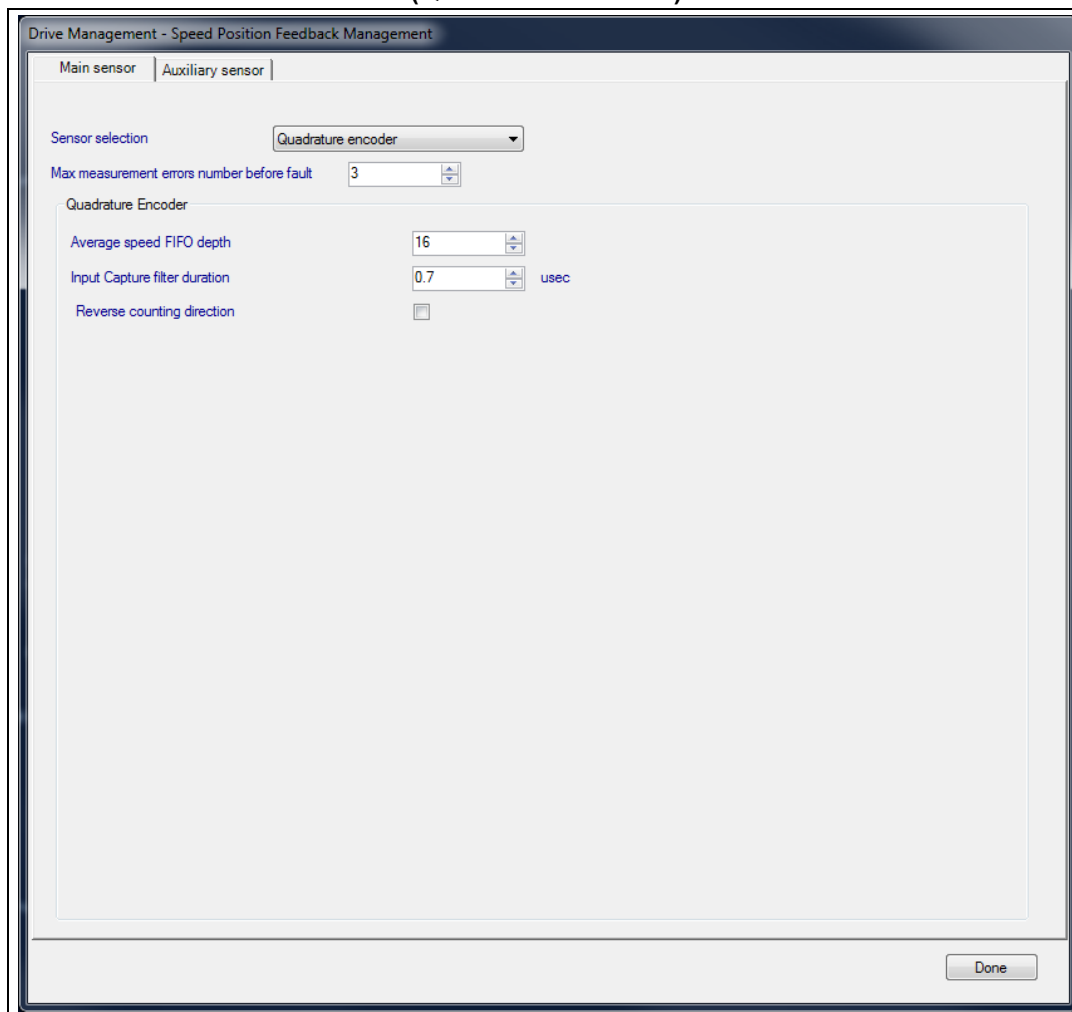 Drive Management - Speed Position Feedback Management
Main sensor Auxiliary sensor
Sensor selection Quadrature encoder
Max measurement errors number before fault 3
Quadrature Encoder
Average speed FIFO depth 16
Input Capture filter duration 0.7 usec
Reverse counting direction
Done